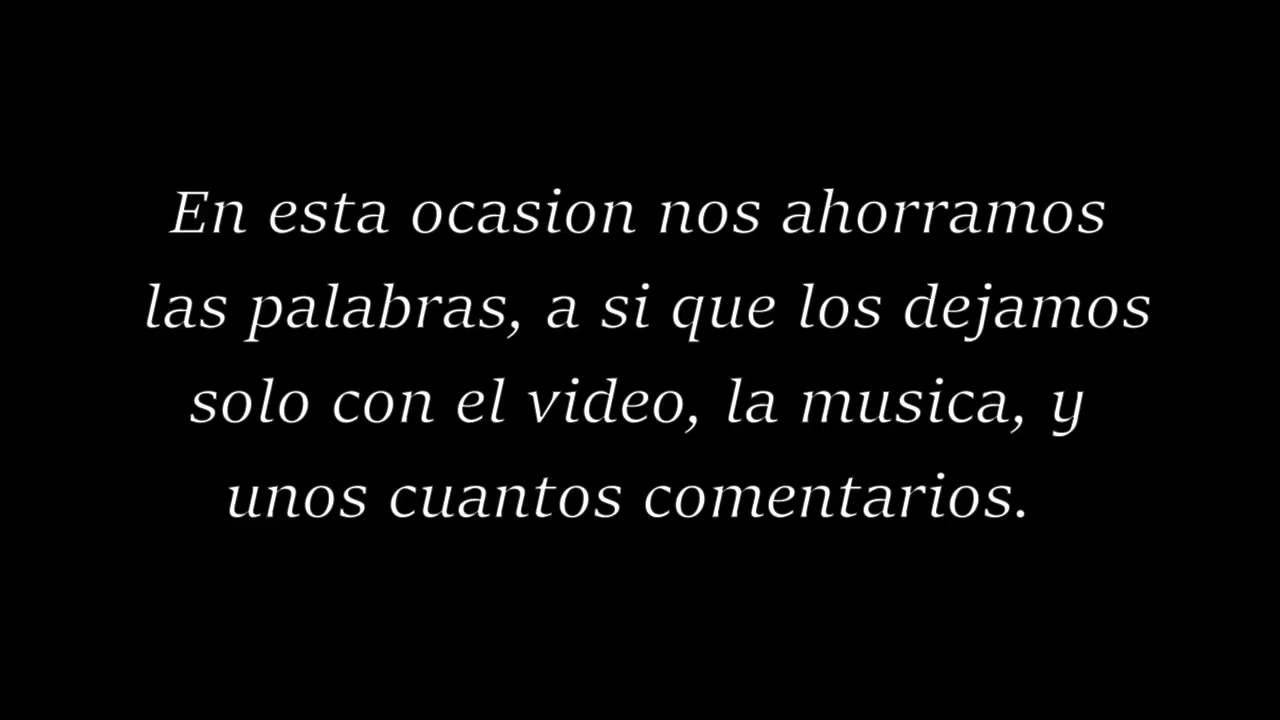 En esta ocasion nos ahorramos
las palabras, a si que los dejamos
solo con el video, la musica, y
unos cuantos comentarios.